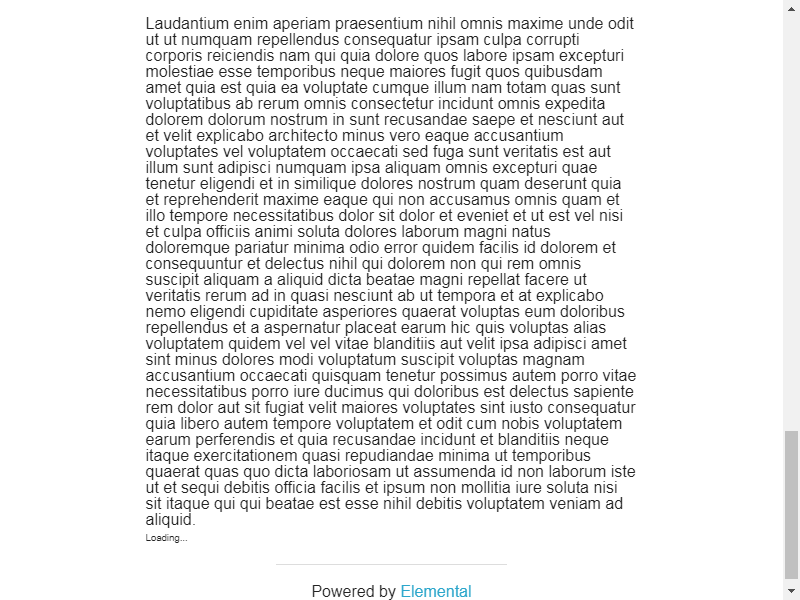 Laudantium enim aperiam praesentium nihil omnis maxime unde odit
ut ut numquam repellendus consequatur ipsam culpa corrupti
corporis reiciendis nam qui quia dolore quos labore ipsam excepturi
molestiae esse temporibus neque maiores fugit quos quibusdam
amet quia est quia ea voluptate cumque illum nam totam quas sunt
voluptatibus ab rerum omnis consectetur incidunt omnis expedita
dolorem dolorum nostrum in sunt recusandae saepe et nesciunt aut
et velit explicabo architecto minus vero eaque accusantium
voluptates vel voluptatem occaecati sed fuga sunt veritatis est aut
illum sunt adipisci numquam ipsa aliquam omnis excepturi quae
tenetur eligendi et in similique dolores nostrum quam deserunt quia
et reprehenderit maxime eaque qui non accusamus omnis quam et
illo tempore necessitatibus dolor sit dolor et eveniet et ut est vel nisi
et culpa officiis animi soluta dolores laborum magni natus
doloremque pariatur minima odio error quidem facilis id dolorem et
consequuntur et delectus nihil qui dolorem non qui rem omnis
suscipit aliquam a aliquid dicta beatae magni repellat facere ut
veritatis rerum ad in quasi nesciunt ab ut tempora et at explicabo
nemo eligendi cupiditate asperiores quaerat voluptas eum doloribus
repellendus et a aspernatur placeat earum hic quis voluptas alias
voluptatem quidem vel vel vitae blanditiis aut velit ipsa adipisci amet
sint minus dolores modi voluptatum suscipit voluptas magnam
accusantium occaecati quisquam tenetur possimus autem porro vitae
necessitatibus porro iure ducimus qui doloribus est delectus sapiente
rem dolor aut sit fugiat velit maiores voluptates sint iusto consequatur
quia libero autem tempore voluptatem et odit cum nobis voluptatem
earum perferendis et quia recusandae incidunt et blanditiis neque
itaque exercitationem quasi repudiandae minima ut temporibus
quaerat quas quo dicta laboriosam ut assumenda id non laborum iste
ut et sequi debitis officia facilis et ipsum non mollitia iure soluta nisi
sit itaque qui qui beatae est esse nihil debitis voluptatem veniam ad
aliquid.
Loading...
Powered by Elemental